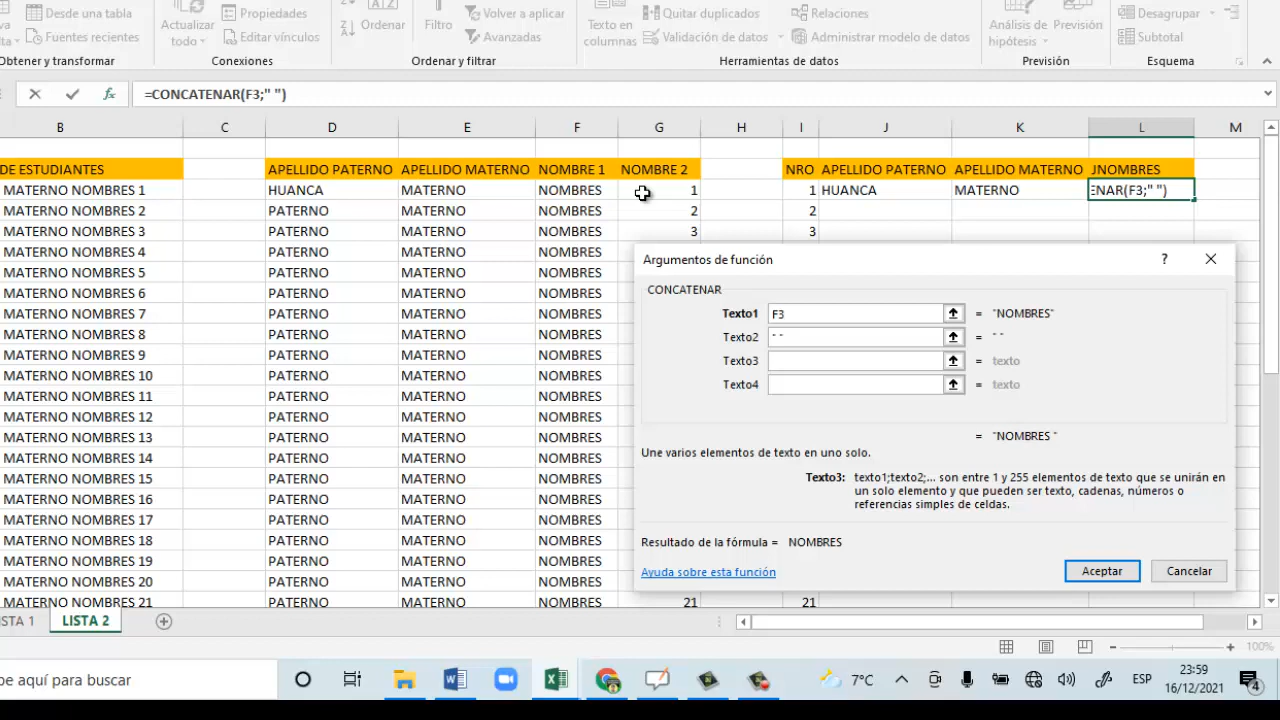 Desde una tabla
Fuentes recientes
Obtener y transformar
Actualizar
todo
Propiedades
Editar vínculos
Conexiones
Ordenar
Filtro
Volver a aplicar
Avanzadas
Ordenar y filtrar
Texto en
columnas
Quitar duplicados
Validación de datos
Relaciones
Administrar modelo de datos
Herramientas de datos
Análisis de
hipótesis
Previsión
Previsión
Desagrupar
Subtotal
Esquema
=CONCATENAR(F3;" ")
B C D E F G H I J K L M
DE ESTUDIANTES APELLIDO PATERNO APELLIDO MATERNO NOMBRE 1 NOMBRE 2 NRO APELLIDO PATERNO APELLIDO MATERNO JNOMBRES
MATERNO NOMBRES 1 HUANCA MATERNO NOMBRES 1 1 HUANCA MATERNO ENAR(F3;" ")
MATERNO NOMBRES 2 PATERNO MATERNO NOMBRES 2 2
MATERNO NOMBRES 3 PATERNO MATERNO NOMBRES 3 3
MATERNO NOMBRES 4 PATERNO MATERNO NOMBRES
MATERNO NOMBRES 5 PATERNO MATERNO NOMBRES
MATERNO NOMBRES 6 PATERNO MATERNO NOMBRES
MATERNO NOMBRES 7 PATERNO MATERNO NOMBRES
MATERNO NOMBRES 8 PATERNO MATERNO NOMBRES
MATERNO NOMBRES 9 PATERNO MATERNO NOMBRES
MATERNO NOMBRES 10 PATERNO MATERNO NOMBRES
MATERNO NOMBRES 11 PATERNO MATERNO NOMBRES
MATERNO NOMBRES 12 PATERNO MATERNO NOMBRES
MATERNO NOMBRES 13 PATERNO MATERNO NOMBRES
MATERNO NOMBRES 14 PATERNO MATERNO NOMBRES
MATERNO NOMBRES 15 PATERNO MATERNO NOMBRES
MATERNO NOMBRES 16 PATERNO MATERNO NOMBRES
MATERNO NOMBRES 17 PATERNO MATERNO NOMBRES
MATERNO NOMBRES 18 PATERNO MATERNO NOMBRES
MATERNO NOMBRES 19 PATERNO MATERNO NOMBRES
MATERNO NOMBRES 20 PATERNO MATERNO NOMBRES
MATERNO NOMBRES 21 PATERNO MATERNO NOMBRES 21 21
Argumentos de función ?
CONCATENAR
Texto1 F3 = "NOMBRES"
Texto2 " " = " "
Texto3 = texto
Texto4 = texto
= "NOMBRES "
Une varios elementos de texto en uno solo.
Texto3: texto1;texto2;... son entre 1 y 255 elementos de texto que se unirán en
un solo elemento y que pueden ser texto, cadenas, números o
referencias simples de celdas.
Resultado de la fórmula = NOMBRES
Ayuda sobre esta función
Aceptar Cancelar
STA 1 LISTA 2
100%
be aquí para buscar
7°C
ESP
23:59
16/12/2021
4